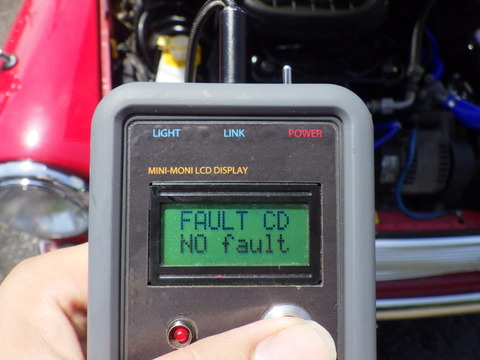 LIGHT LINK POWER
MINI-MONI LCD DISPLAY
FAULT CD
NO fault